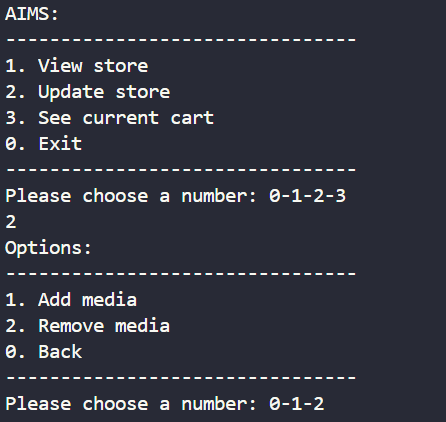 AIMS:
--------------------------------
1. View store
2. Update store
3. See current cart
0. Exit
--------------------------------
Please choose a number: 0-1-2-3
2
Options:
--------------------------------
1. Add media
2. Remove media
0. Back
--------------------------------
Please choose a number: 0-1-2